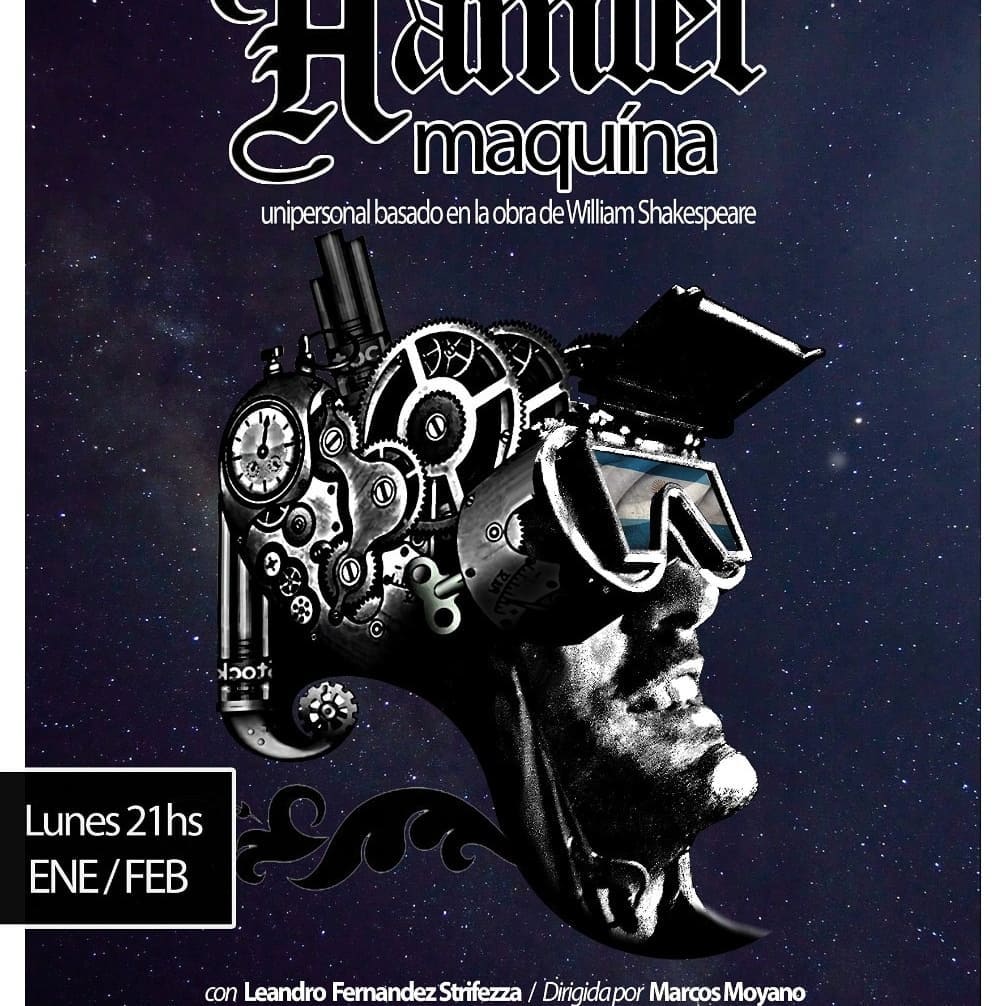 Hamlet
maquína
unipersonal basado en la obra de William Shakespeare
Lunes 21hs
ENE / FEB
con Leandro Fernandez Strifezza / Dirigida por Marcos Moyano